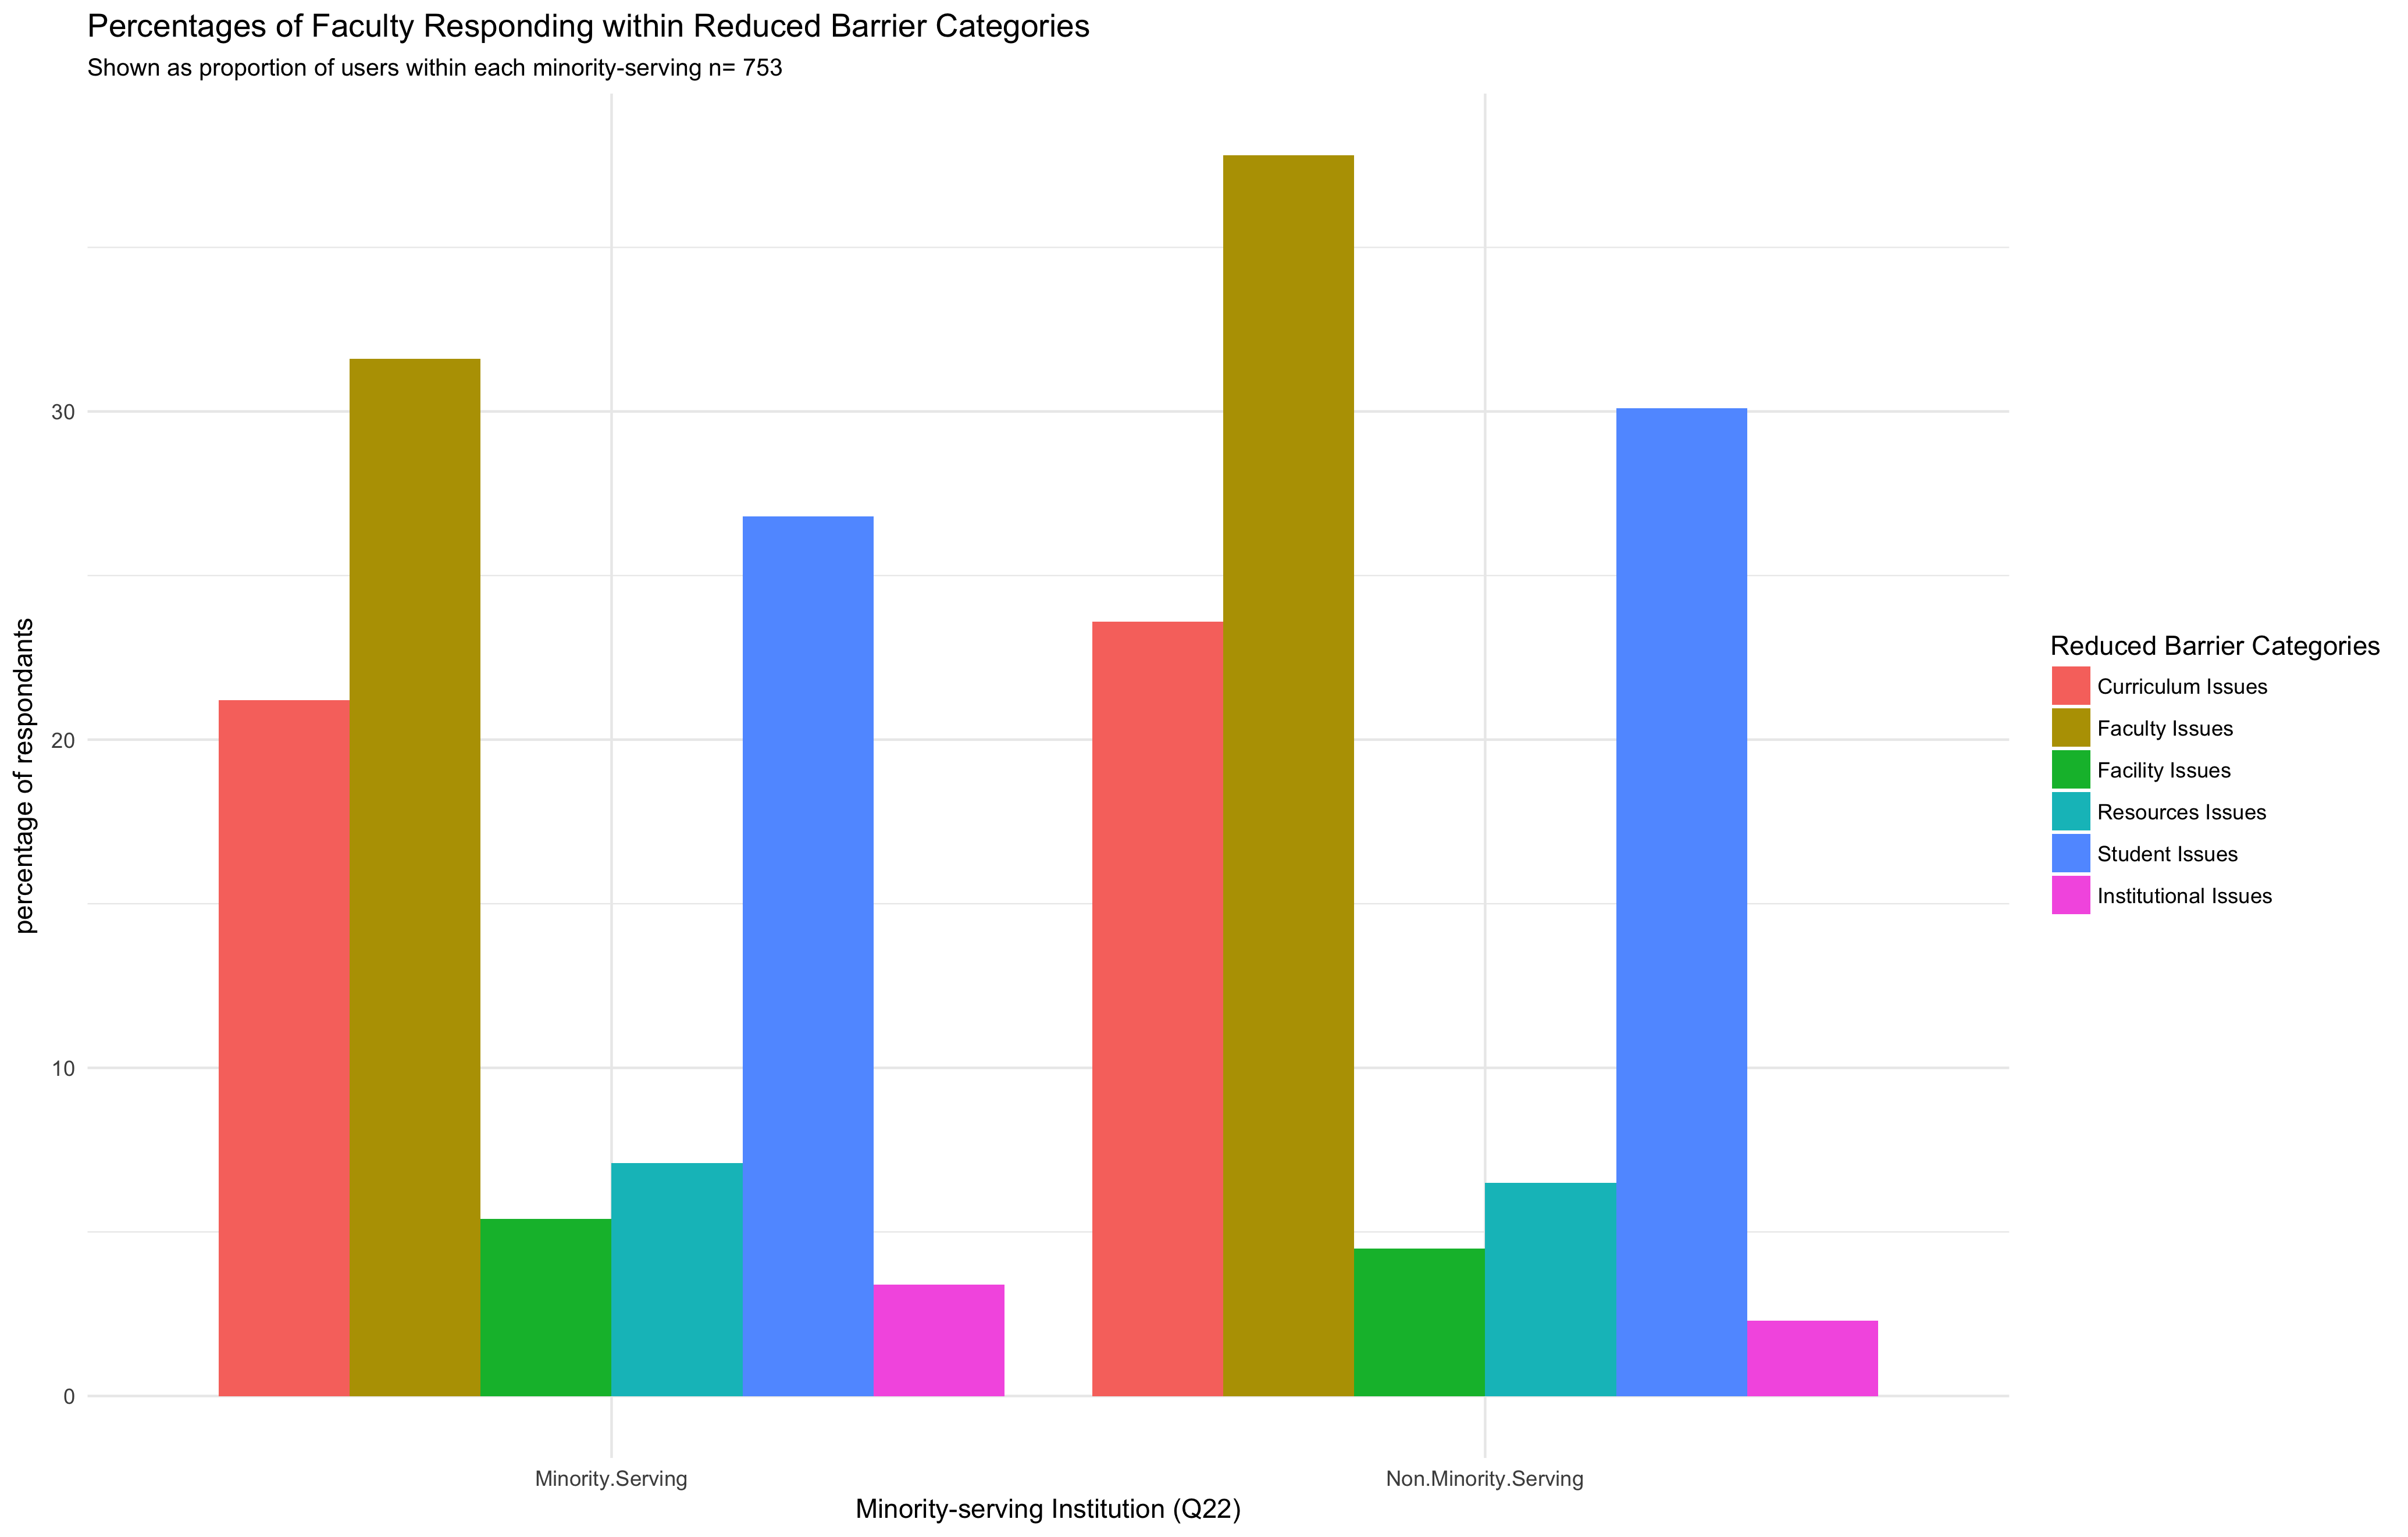 Percentages of Faculty Responding within Reduced Barrier Categories
Shown as proportion of users within each minority-serving n= 753
percentage of respondants
30
20
10
0
Minority.Serving
Non.Minority.Serving
Minority-serving Institution (Q22)
Reduced Barrier Categories
Curriculum Issues
Faculty Issues
Facility Issues
Resources Issues
Student Issues
Institutional Issues